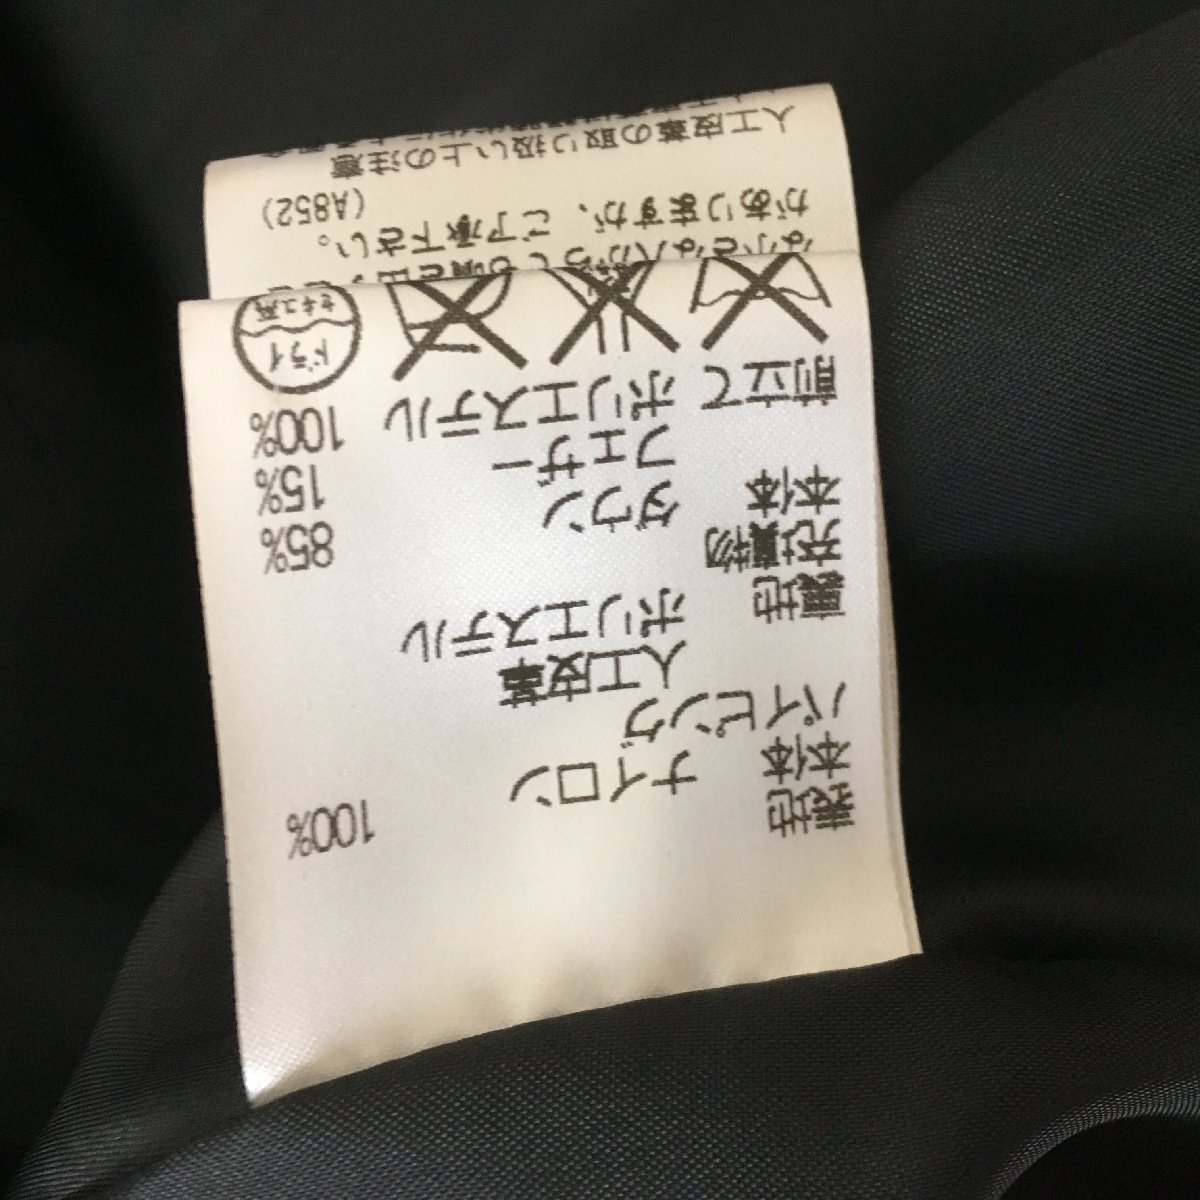 表地
本体 ナイロン 100%
パイピング
人工皮革
裏地 ポリエステル
充填物
本体 ダウン 85%
フェザー 15%
前立て ポリエステル 100%
ドライ
セキユ系
がありますが、ご了承下さい。
(A852)
人工皮革の取り扱い上の注意